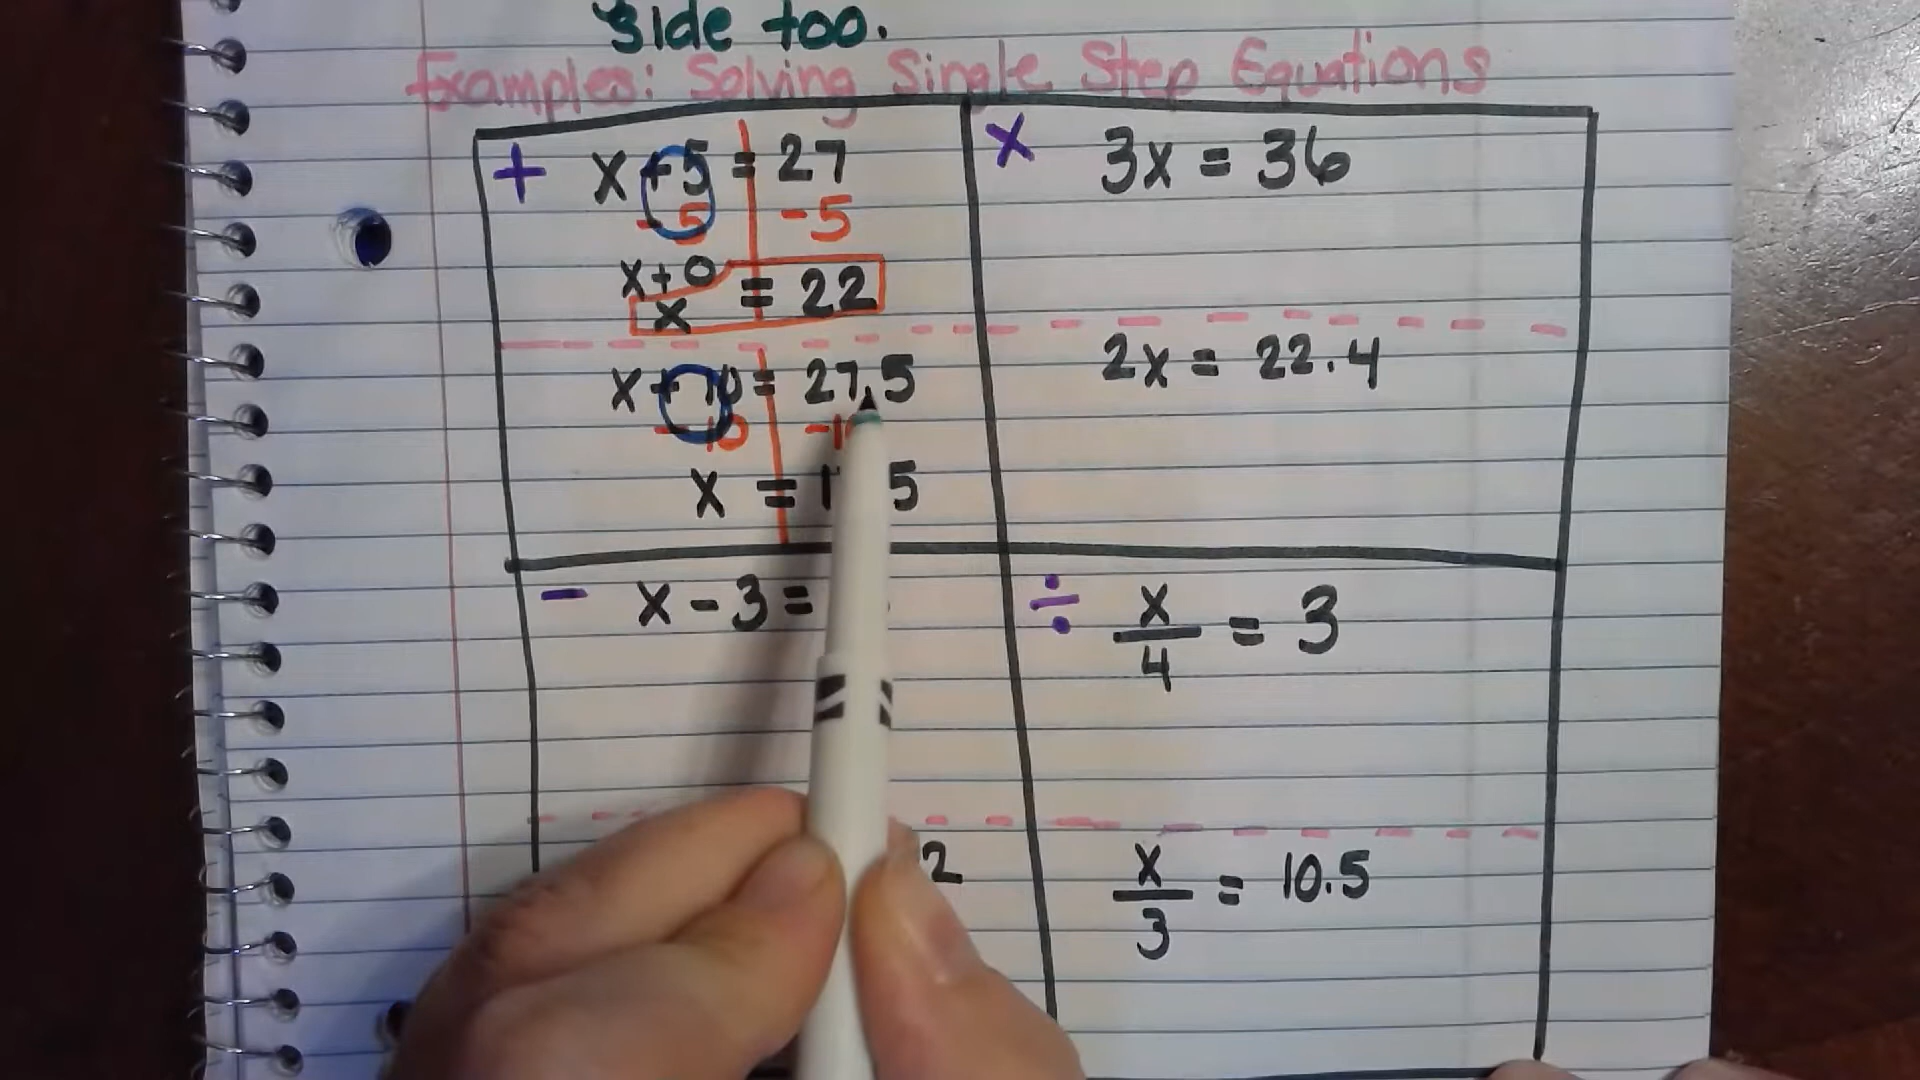 side too.
Examples: Solving Single Step Equations
+ x + 5 = 27
- 5 - 5
x + 0
x = 22
x + 10 = 27.5
- 10
x = 5
× 3x = 36
2x = 22.4
- x - 3 =
2
÷ x/4 = 3
x/3 = 10.5